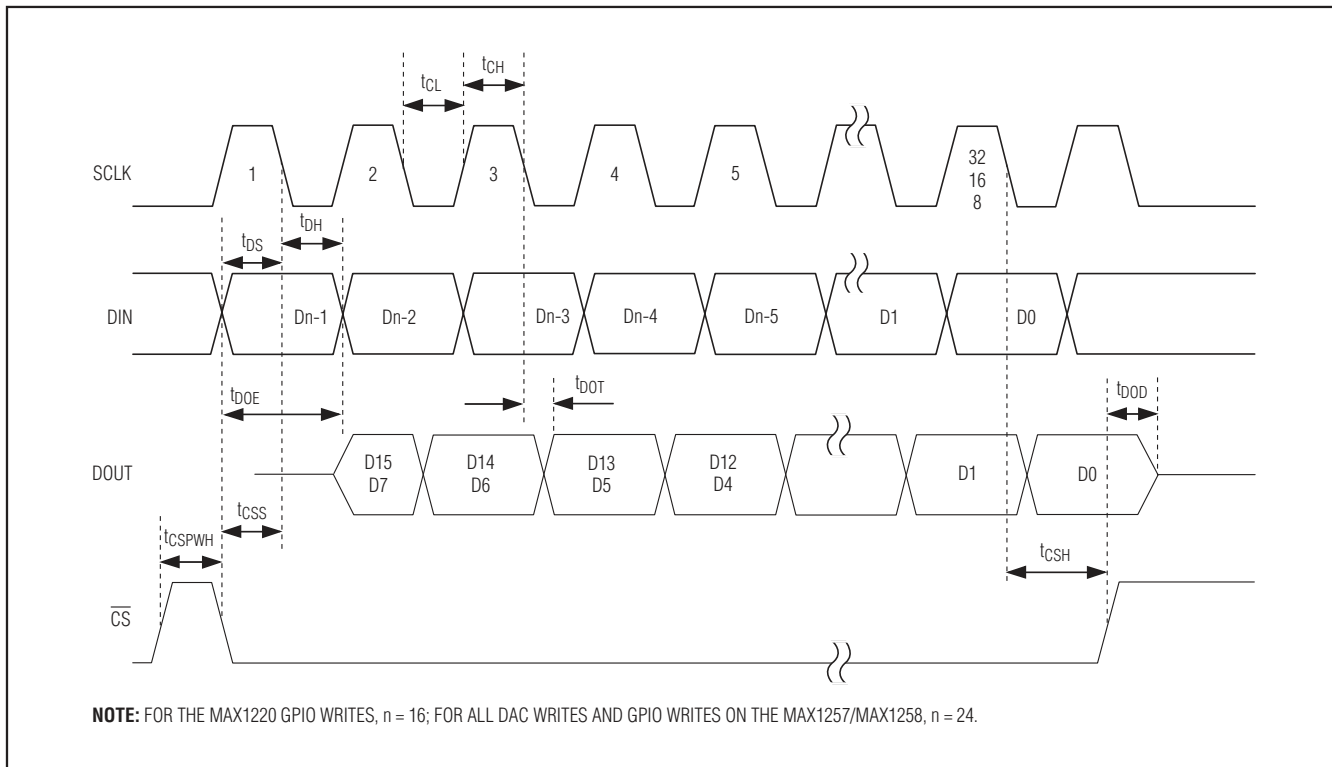 tCL
tCH
SCLK
1
2
3
4
5
32
16
8
tDH
tDS
DIN
Dn-1
Dn-2
Dn-3
Dn-4
Dn-5
D1
D0
tDOE
tDOT
tDOD
DOUT
D15
D7
D14
D6
D13
D5
D12
D4
D1
D0
tCSS
tCSPWH
tCSH
CS
NOTE: FOR THE MAX1220 GPIO WRITES, n = 16; FOR ALL DAC WRITES AND GPIO WRITES ON THE MAX1257/MAX1258, n = 24.